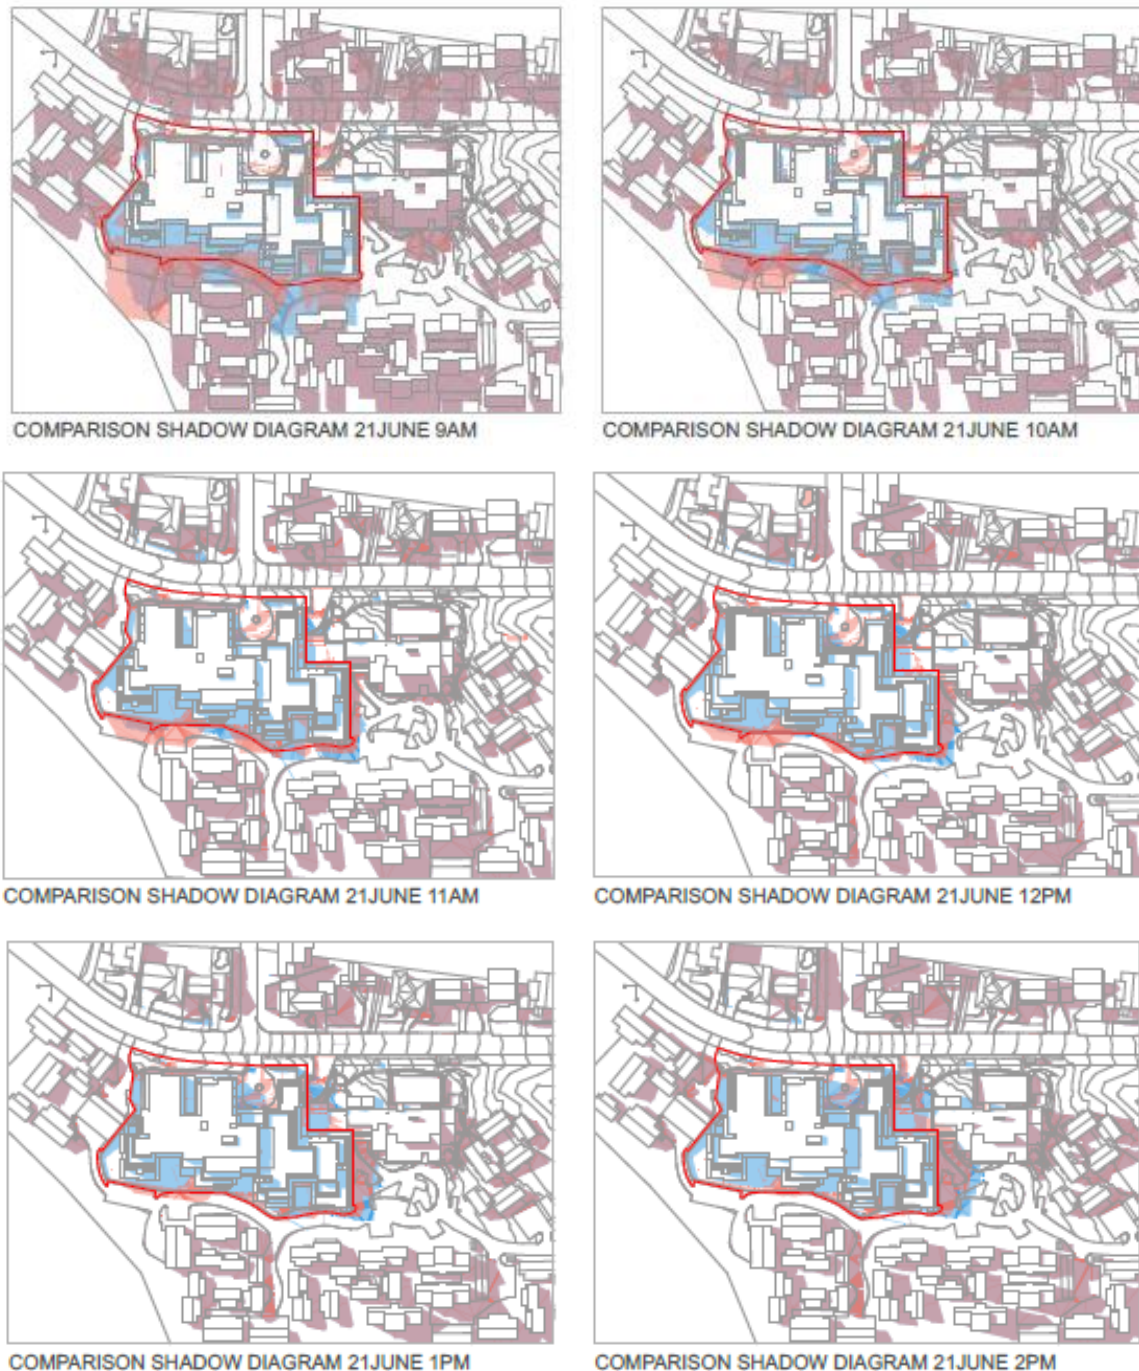 COMPARISON SHADOW DIAGRAM 21JUNE 9AM
COMPARISON SHADOW DIAGRAM 21JUNE 10AM
COMPARISON SHADOW DIAGRAM 21JUNE 11AM
COMPARISON SHADOW DIAGRAM 21JUNE 12PM
COMPARISON SHADOW DIAGRAM 21JUNE 1PM
COMPARISON SHADOW DIAGRAM 21JUNE 2PM